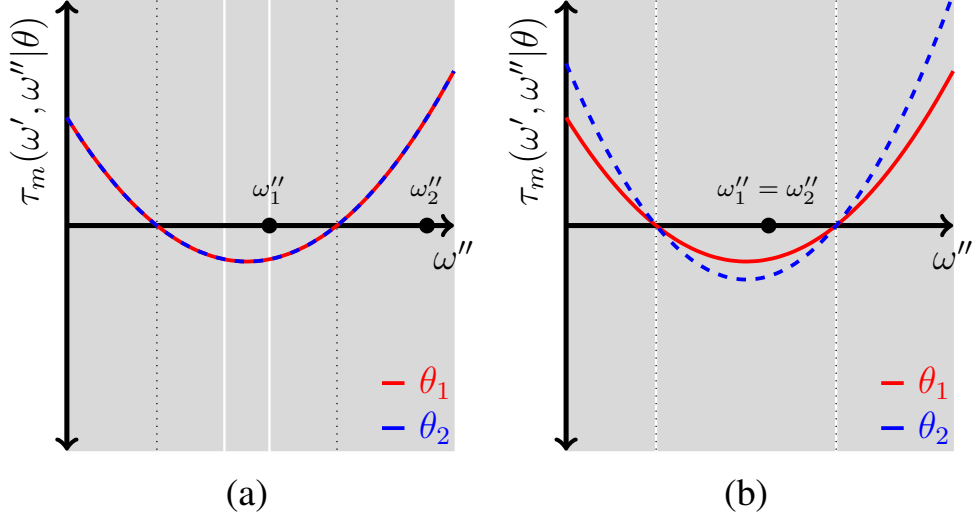 τₘ(ω′, ω″|θ)
ω″₁
ω″₂
ω″
θ₁
θ₂
(a)
τₘ(ω′, ω″|θ)
ω″₁ = ω″₂
ω″
θ₁
θ₂
(b)